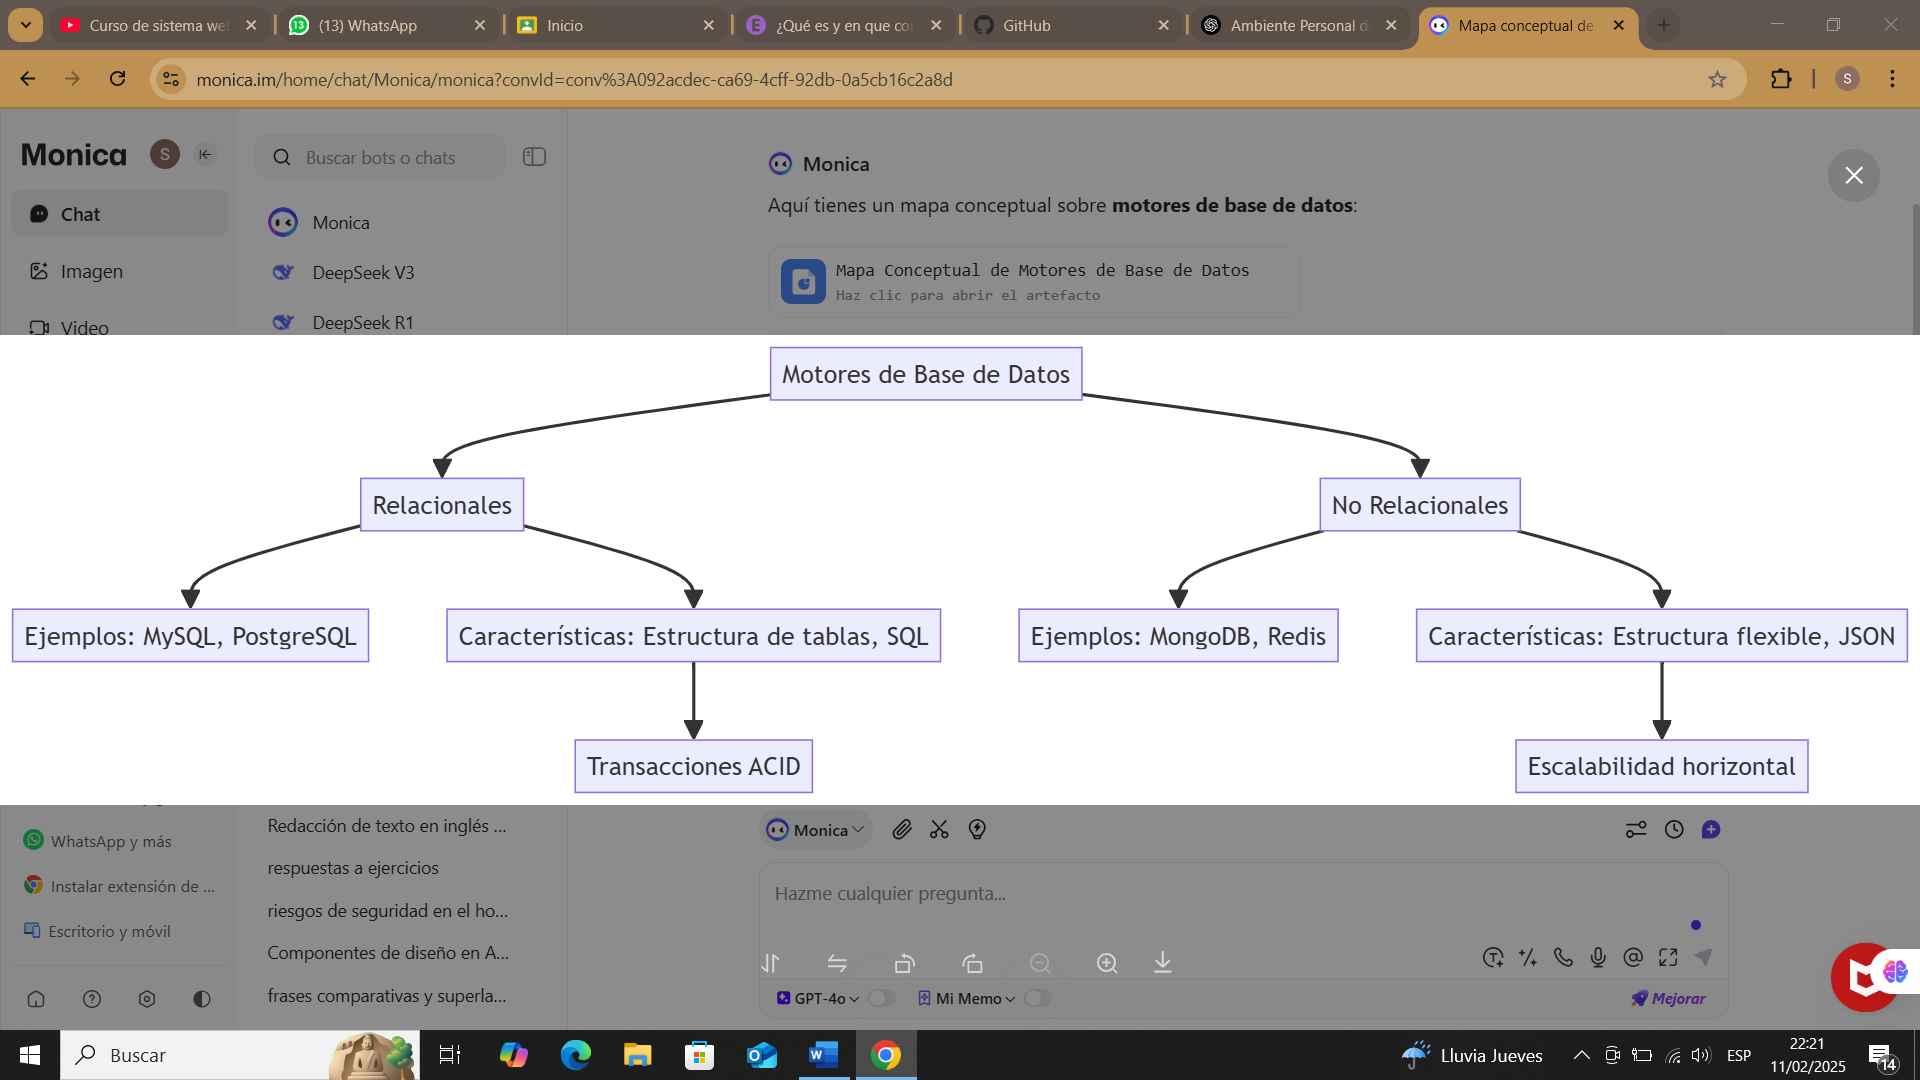 Curso de sistema we
(13) WhatsApp
Inicio
¿Qué es y en que co
GitHub
Ambiente Personal d
Mapa conceptual de
monica.im/home/chat/Monica/monica?convId=conv%3A092acdec-ca69-4cff-92db-0a5cb16c2a8d
S
Monica
S
Chat
Imagen
Video
Buscar bots o chats
Monica
DeepSeek V3
DeepSeek R1
Monica
Aquí tienes un mapa conceptual sobre motores de base de datos:
Mapa Conceptual de Motores de Base de Datos
Haz clic para abrir el artefacto
Motores de Base de Datos
Relacionales
No Relacionales
Ejemplos: MySQL, PostgreSQL
Características: Estructura de tablas, SQL
Ejemplos: MongoDB, Redis
Características: Estructura flexible, JSON
Transacciones ACID
Escalabilidad horizontal
WhatsApp y más
Instalar extensión de ...
Escritorio y móvil
Redacción de texto en inglés ...
respuestas a ejercicios
riesgos de seguridad en el ho...
Componentes de diseño en A...
frases comparativas y superla...
Monica
Hazme cualquier pregunta...
GPT-4o
Mi Memo
Mejorar
Buscar
Lluvia Jueves
ESP
22:21
11/02/2025
14